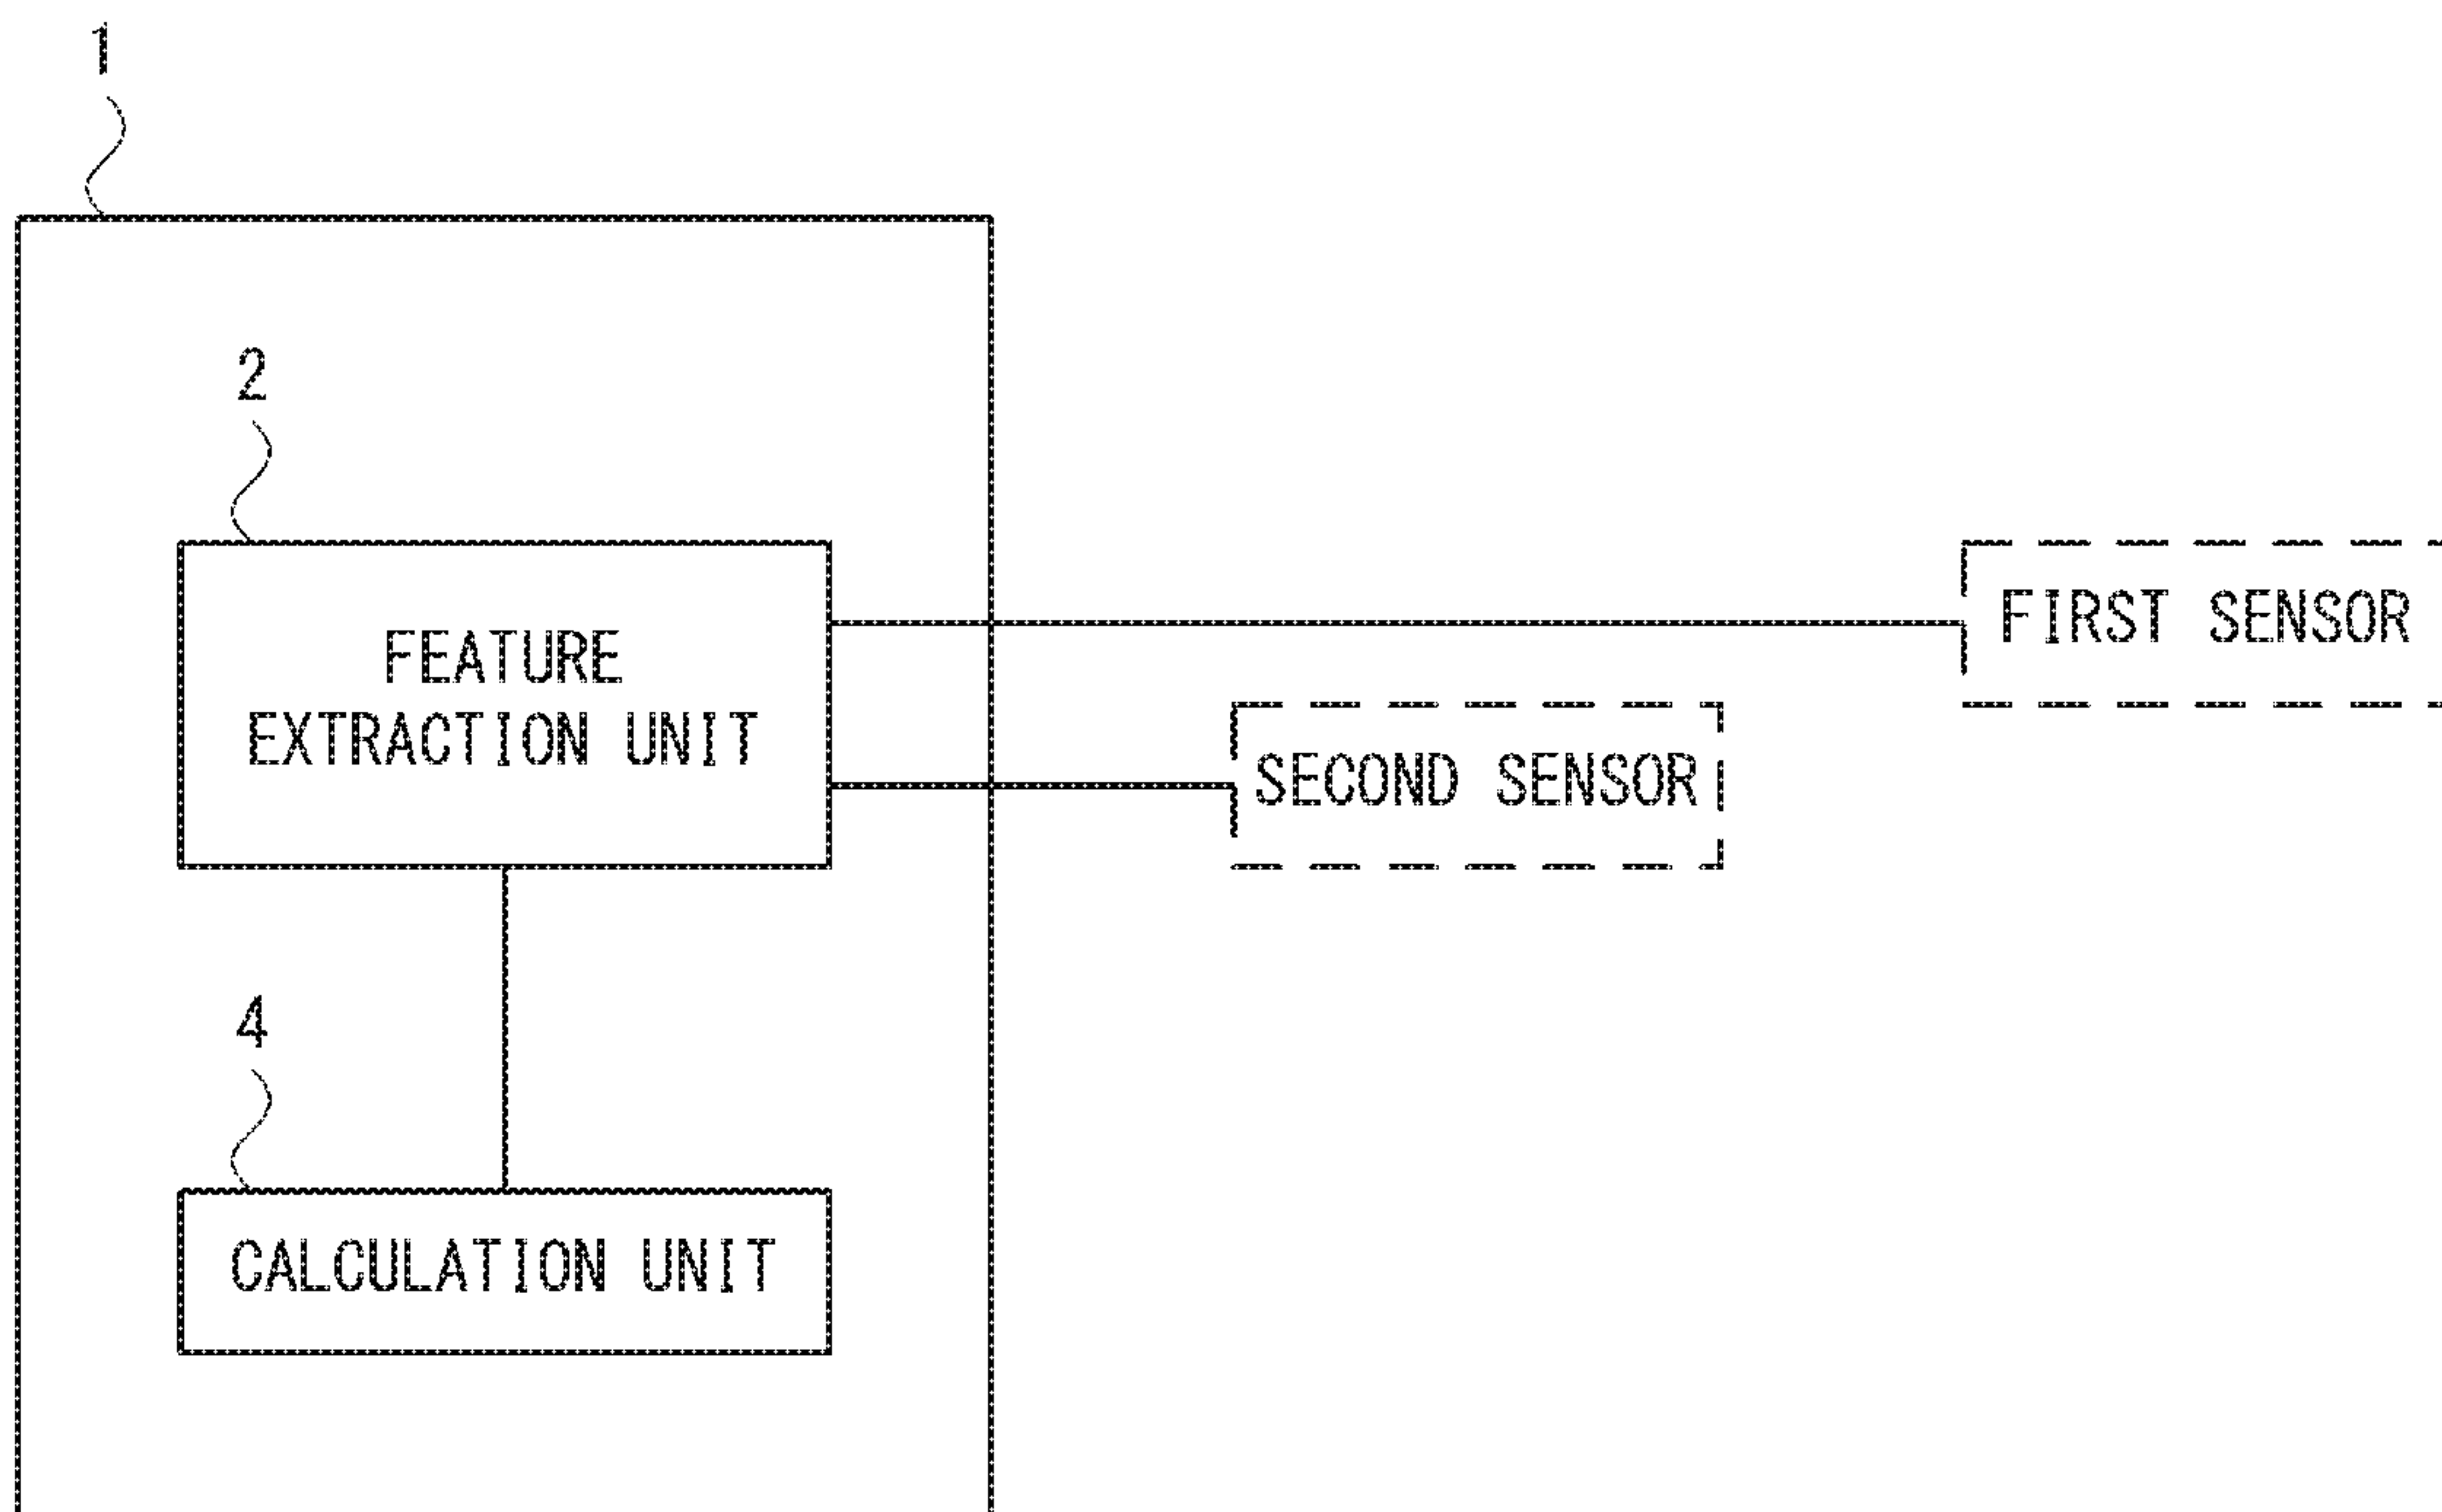 1
2
FEATURE
EXTRACTION UNIT
FIRST SENSOR
SECOND SENSOR
4
CALCULATION UNIT